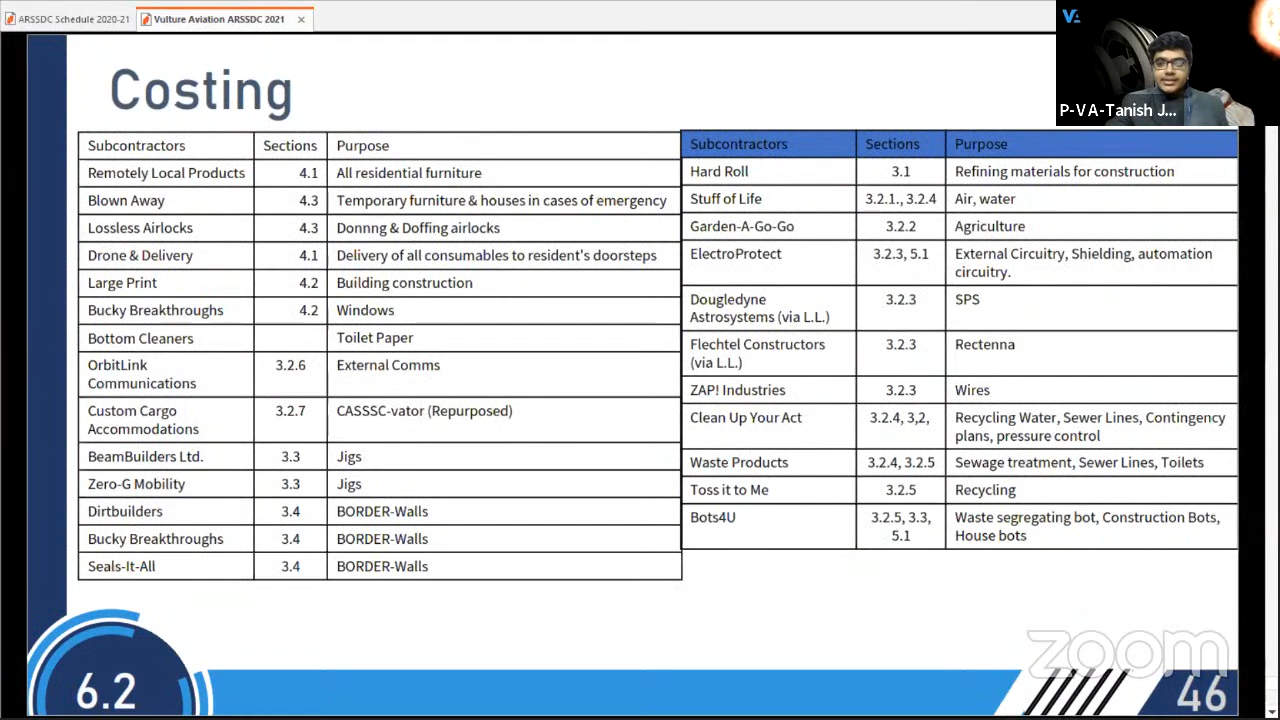 ARSSDC Schedule 2020-21
Vulture Aviation ARSSDC 2021
VA
P-V A-Tanish J...
Costing
Subcontractors Sections Purpose
Remotely Local Products 4.1 All residential furniture
Blown Away 4.3 Temporary furniture & houses in cases of emergency
Lossless Airlocks 4.3 Donnng & Doffing airlocks
Drone & Delivery 4.1 Delivery of all consumables to resident's doorsteps
Large Print 4.2 Building construction
Bucky Breakthroughs 4.2 Windows
Bottom Cleaners Toilet Paper
OrbitLink 3.2.6 External Comms
Communications
Custom Cargo 3.2.7 CASSSC-vator (Repurposed)
Accommodations
BeamBuilders Ltd. 3.3 Jigs
Zero-G Mobility 3.3 Jigs
Dirtbuilders 3.4 BORDER-Walls
Bucky Breakthroughs 3.4 BORDER-Walls
Seals-It-All 3.4 BORDER-Walls
Subcontractors Sections Purpose
Hard Roll 3.1 Refining materials for construction
Stuff of Life 3.2.1., 3.2.4 Air, water
Garden-A-Go-Go 3.2.2 Agriculture
ElectroProtect 3.2.3, 5.1 External Circuitry, Shielding, automation
circuitry.
Dougledyne 3.2.3 SPS
Astrosystems (via L.L.)
Flechtel Constructors 3.2.3 Rectenna
(via L.L.)
ZAP! Industries 3.2.3 Wires
Clean Up Your Act 3.2.4, 3,2, Recycling Water, Sewer Lines, Contingency
plans, pressure control
Waste Products 3.2.4, 3.2.5 Sewage treatment, Sewer Lines, Toilets
Toss it to Me 3.2.5 Recycling
Bots4U 3.2.5, 3.3, Waste segregating bot, Construction Bots,
5.1 House bots
zoom
6.2
46